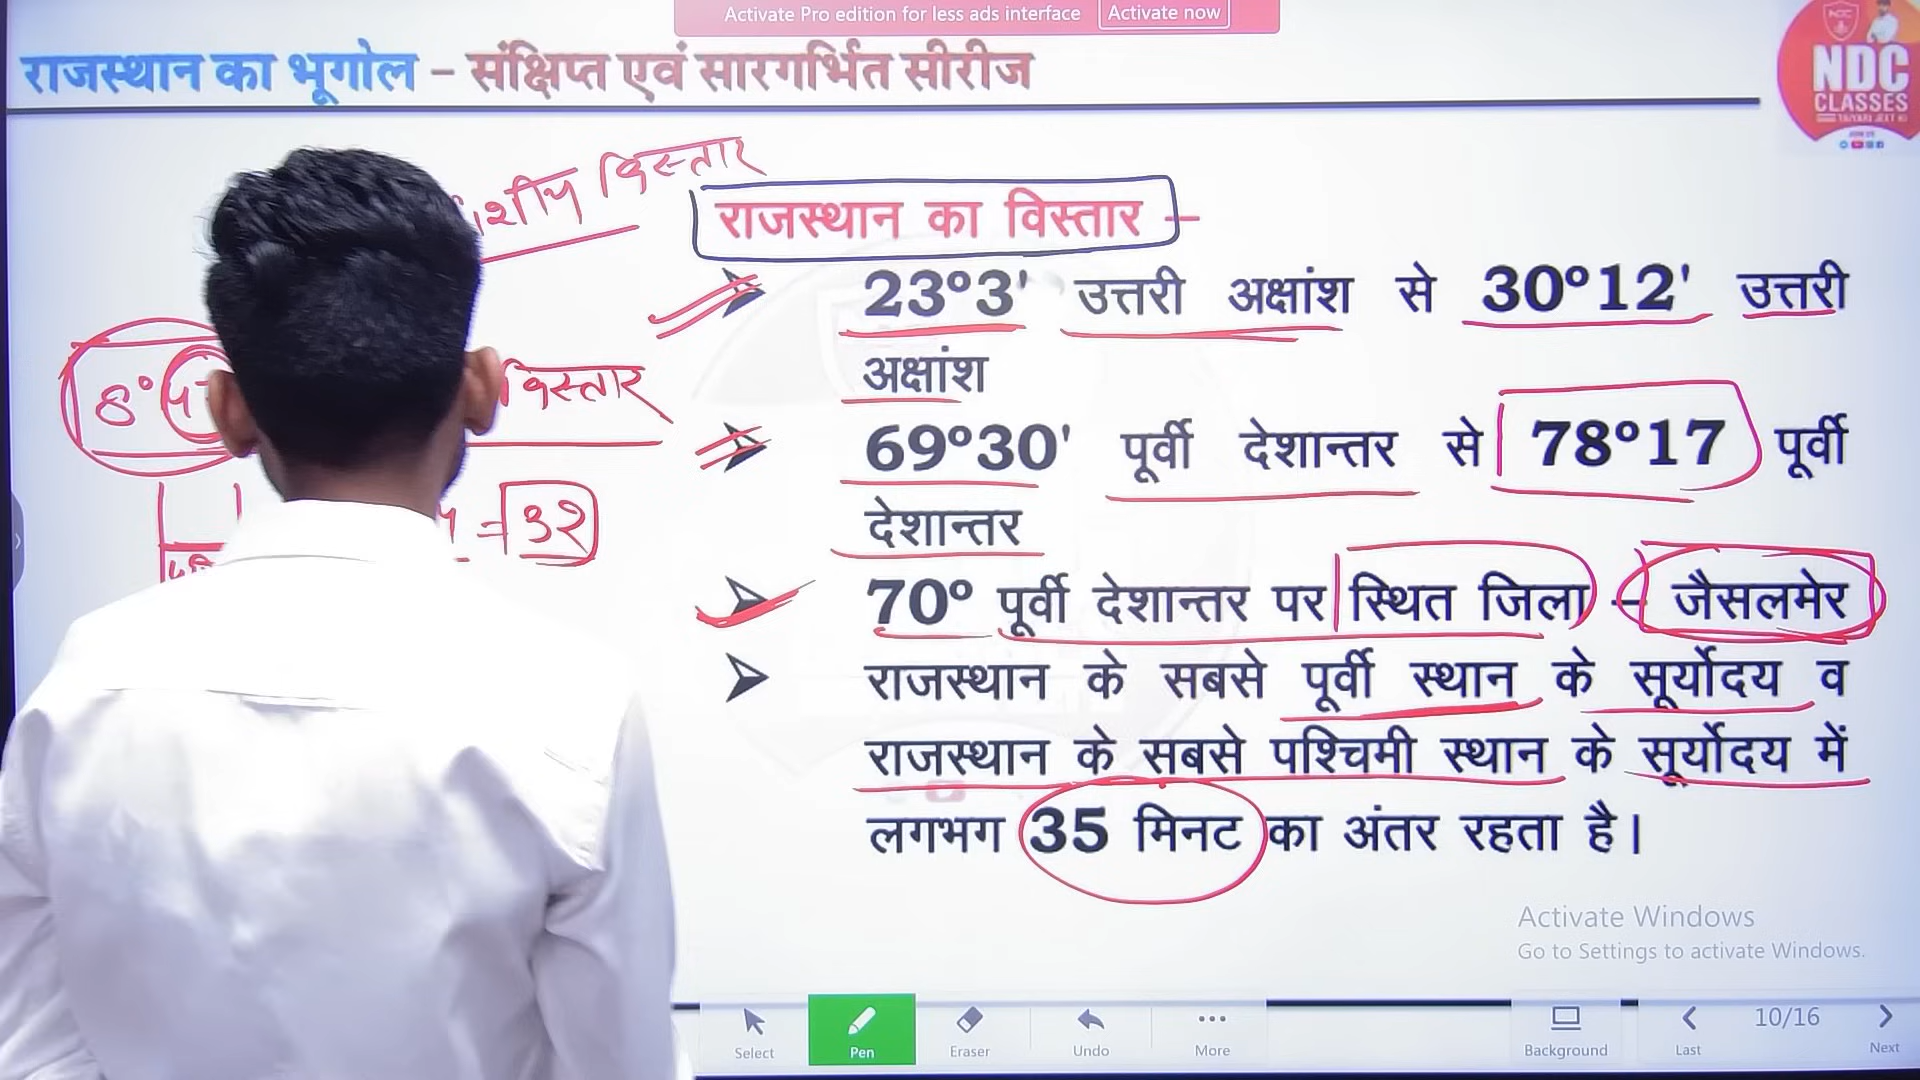 Activate Pro edition for less ads interface Activate now
राजस्थान का भूगोल – संक्षिप्त एवं सारगर्भित सीरीज
NDC
CLASSES
विस्तार
राजस्थान का विस्तार –
23°3' उत्तरी अक्षांश से 30°12' उत्तरी
अक्षांश
8° विस्तार
69°30' पूर्वी देशान्तर से 78°17 पूर्वी
देशान्तर
= 32
70° पूर्वी देशान्तर पर स्थित जिला – जैसलमेर
राजस्थान के सबसे पूर्वी स्थान के सूर्योदय व
राजस्थान के सबसे पश्चिमी स्थान के सूर्योदय में
लगभग 35 मिनट का अंतर रहता है।
Activate Windows
Go to Settings to activate Windows.
Select Pen Eraser Undo More Background Last 10/16 Next